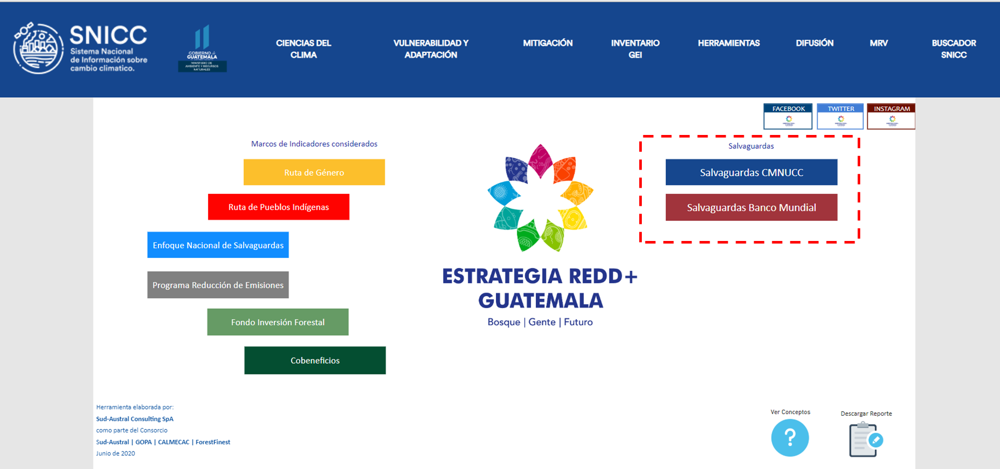 SNICC
Sistema Nacional
de Información sobre
cambio climatico.
GOBIERNO de
GUATEMALA
MINISTERIO DE
AMBIENTE Y RECURSOS
NATURALES
CIENCIAS DEL
CLIMA
VULNERABILIDAD Y
ADAPTACIÓN
MITIGACIÓN
INVENTARIO
GEI
HERRAMIENTAS
DIFUSIÓN
MRV
BUSCADOR
SNICC
FACEBOOK
TWITTER
INSTAGRAM
Marcos de Indicadores considerados
Ruta de Género
Ruta de Pueblos Indígenas
Enfoque Nacional de Salvaguardas
Programa Reducción de Emisiones
Fondo Inversión Forestal
Cobeneficios
ESTRATEGIA REDD+
GUATEMALA
Bosque | Gente | Futuro
Salvaguardas
Salvaguardas CMNUCC
Salvaguardas Banco Mundial
Herramienta elaborada por:
Sud-Austral Consulting SpA
como parte del Consorcio
Sud-Austral | GOPA | CALMECAC | ForestFinest
Junio de 2020
Ver Conceptos
?
Descargar Reporte